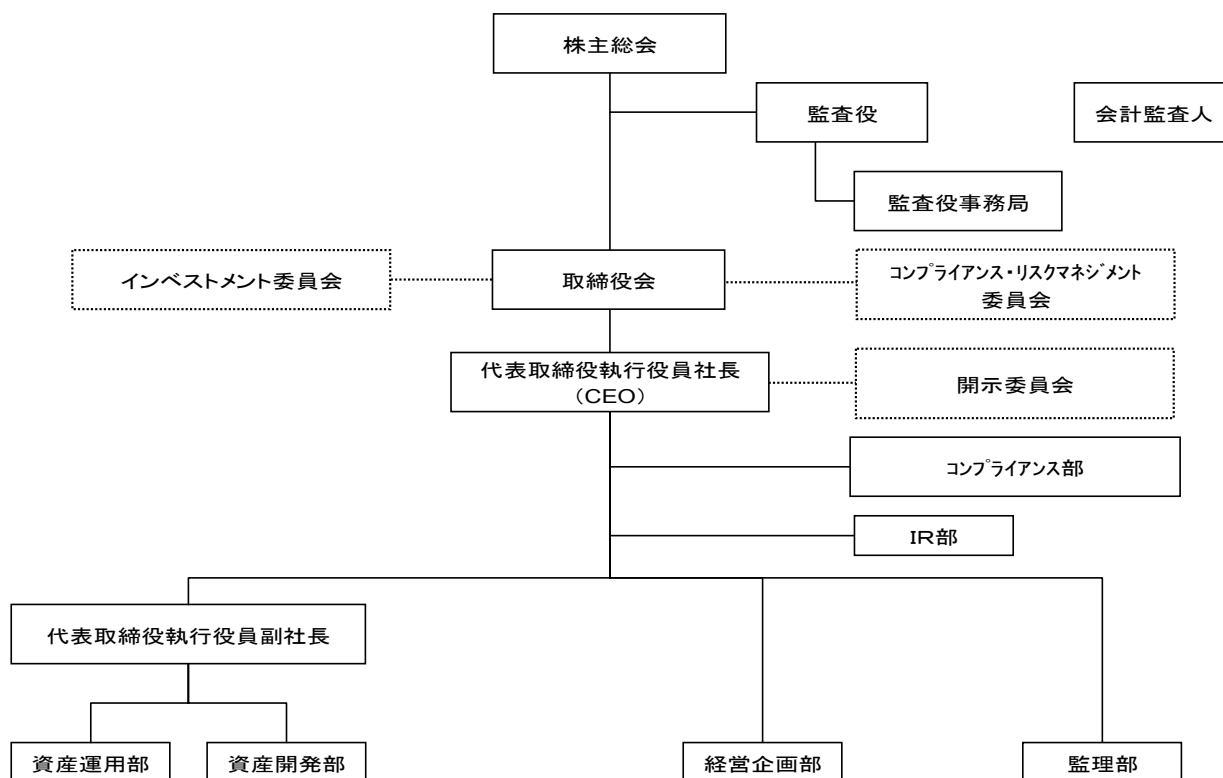 株主総会
監査役
会計監査人
監査役事務局
インベストメント委員会
取締役会
コンプライアンス・リスクマネジメント
委員会
代表取締役執行役員社長
（CEO）
開示委員会
コンプライアンス部
IR部
代表取締役執行役員副社長
資産運用部
資産開発部
経営企画部
監理部